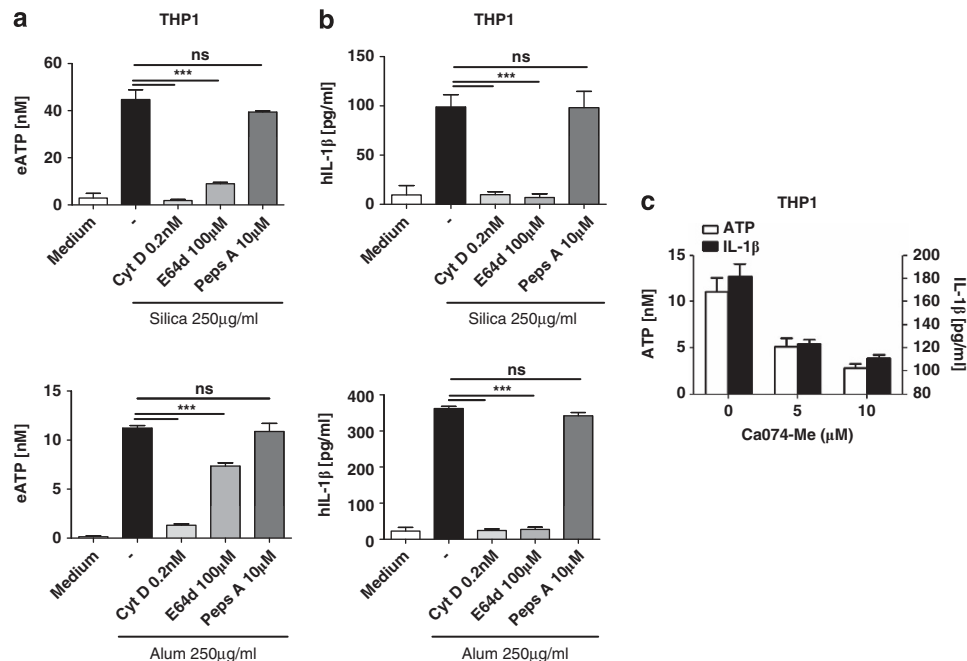 a
THP1
eATP [nM]
60
40
20
0
ns
***
Medium
-
Cyt D 0.2nM
E64d 100μM
Peps A 10μM
Silica 250μg/ml
eATP [nM]
15
10
5
0
ns
***
Medium
-
Cyt D 0.2nM
E64d 100μM
Peps A 10μM
Alum 250μg/ml
b
THP1
hIL-1β [pg/ml]
150
100
50
0
ns
***
Medium
-
Cyt D 0.2nM
E64d 100μM
Peps A 10μM
Silica 250μg/ml
hIL-1β [pg/ml]
400
300
200
100
0
ns
***
Medium
-
Cyt D 0.2nM
E64d 100μM
Peps A 10μM
Alum 250μg/ml
c
THP1
ATP
IL-1β
ATP [nM]
15
10
5
0
IL-1β [pg/ml]
200
180
160
140
120
100
80
0 5 10
Ca074-Me (μM)